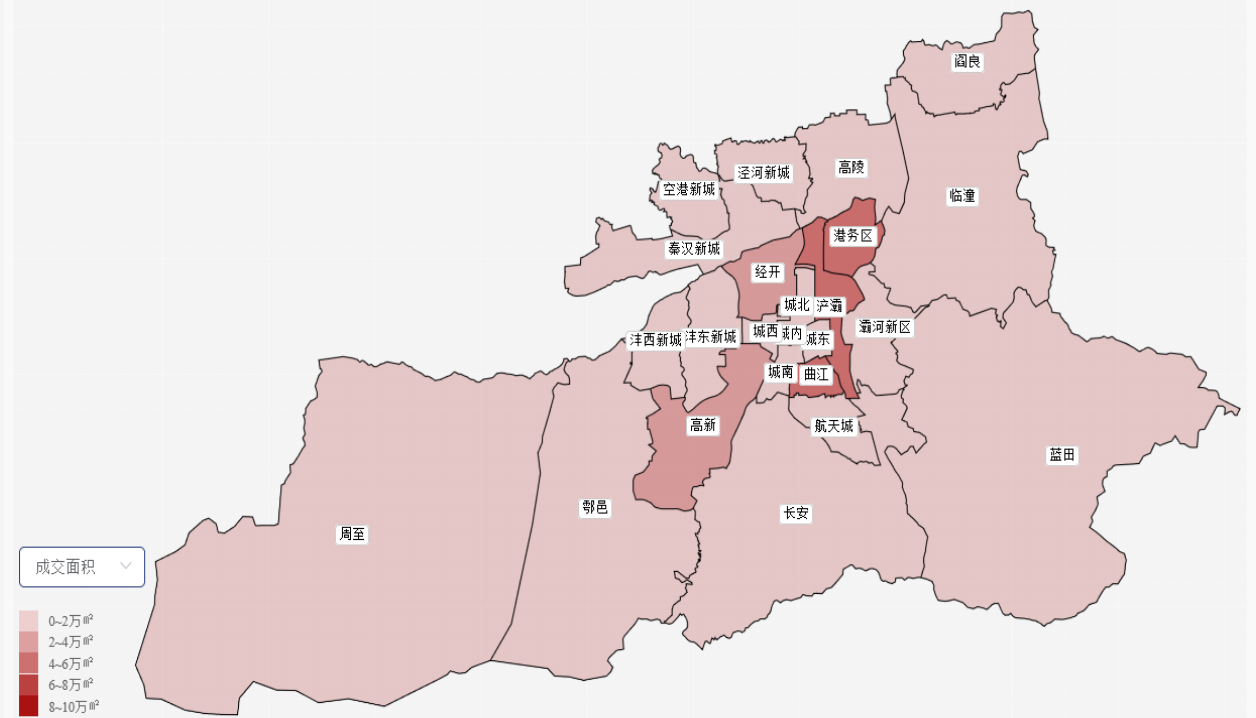 阎良
高陵
泾河新城
空港新城
临潼
港务区
秦汉新城
经开
城北
浐灞
灞河新区
城西
城内
城东
沣东新城
沣西新城
城南
曲江
高新
航天城
蓝田
鄠邑
长安
周至
成交面积
0~2万㎡
2~4万㎡
4~6万㎡
6~8万㎡
8~10万㎡